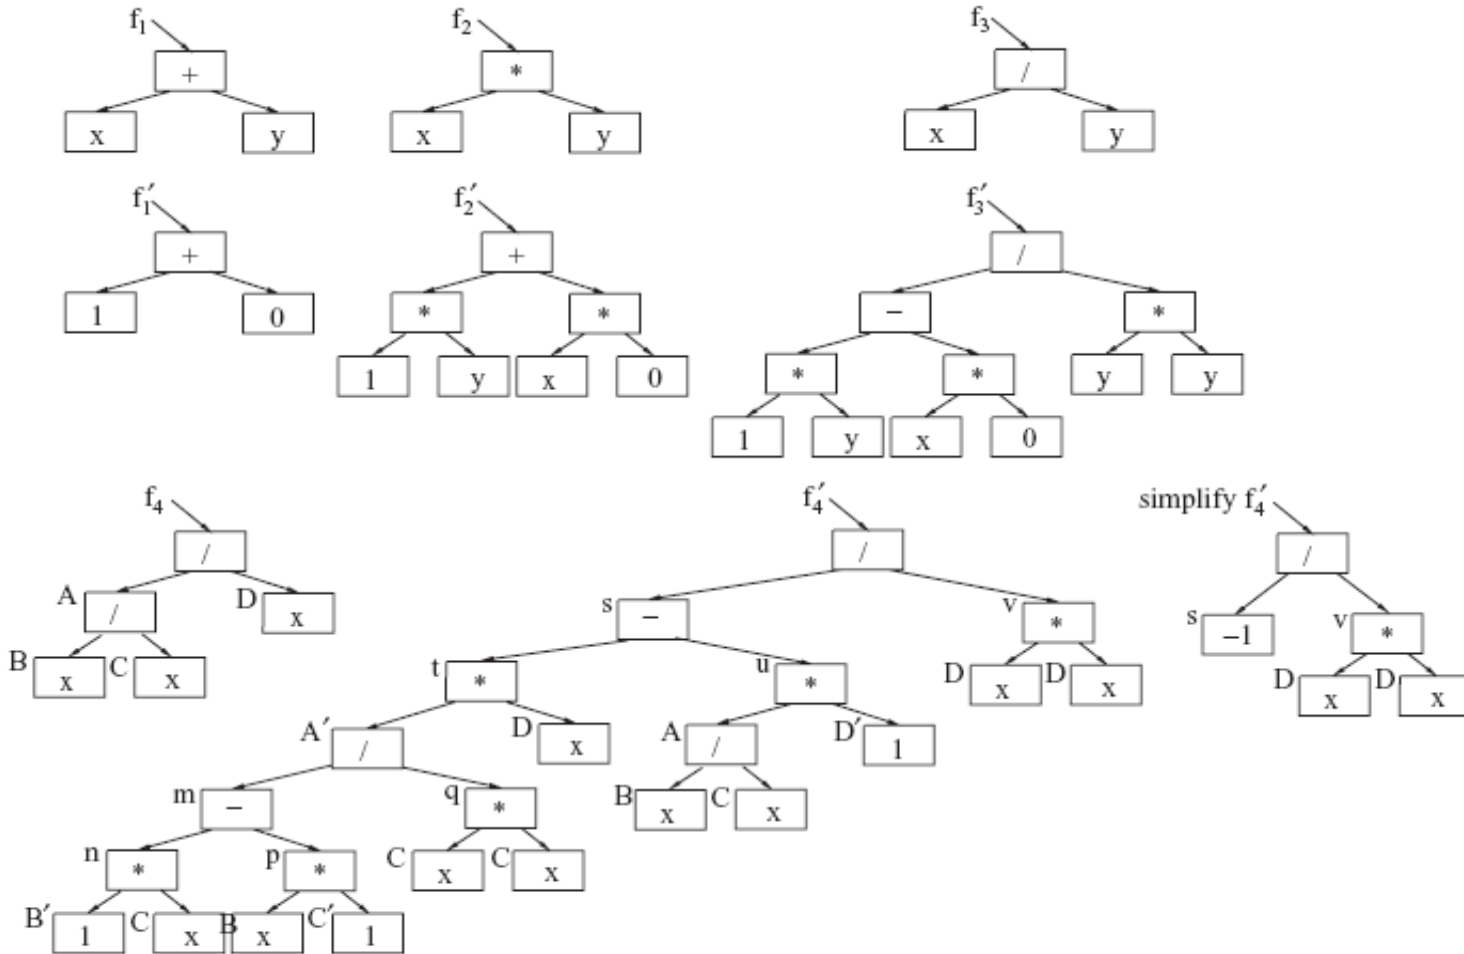 f₁ f₂ f₃
+ * /
x y x y x y
f₁′ f₂′ f₃′
+ + /
1 0 * * − *
1 y x 0 * * y y
1 y x 0
f₄ f₄′ simplify f₄′
/ / /
A / D x s − v * s −1 v *
B x C x t * u * D x D x D x D x
A′ / D x A / D′ 1
m − q * B x C x
n * p * C x C x
B′ 1 C x B x C′ 1